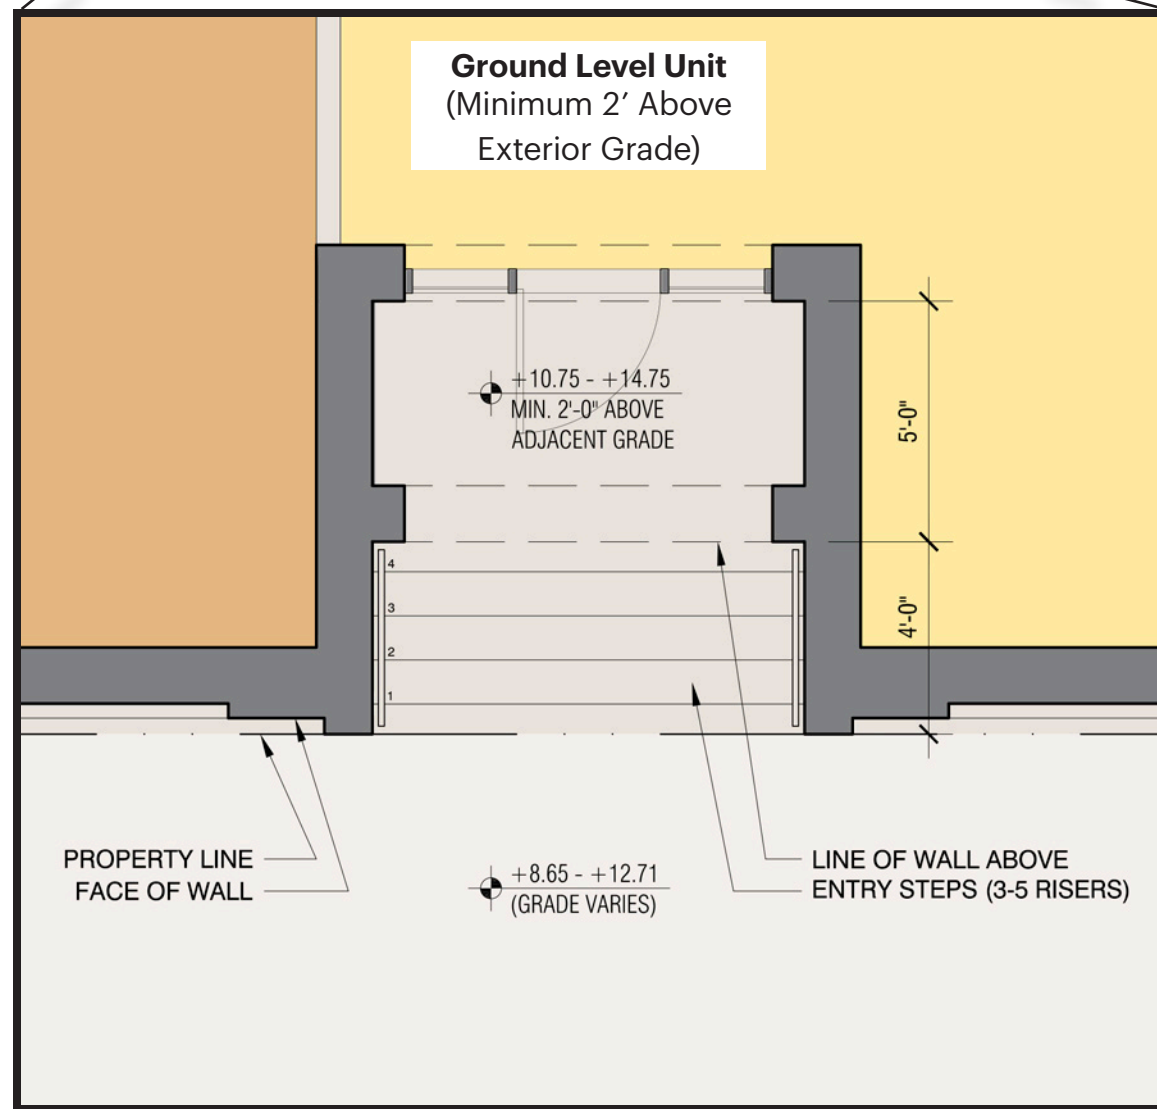 Ground Level Unit
(Minimum 2′ Above
Exterior Grade)
+10.75 - +14.75
MIN. 2'-0" ABOVE
ADJACENT GRADE
5'-0"
4
3
2
1
4'-0"
PROPERTY LINE
FACE OF WALL
+8.65 - +12.71
(GRADE VARIES)
LINE OF WALL ABOVE
ENTRY STEPS (3-5 RISERS)